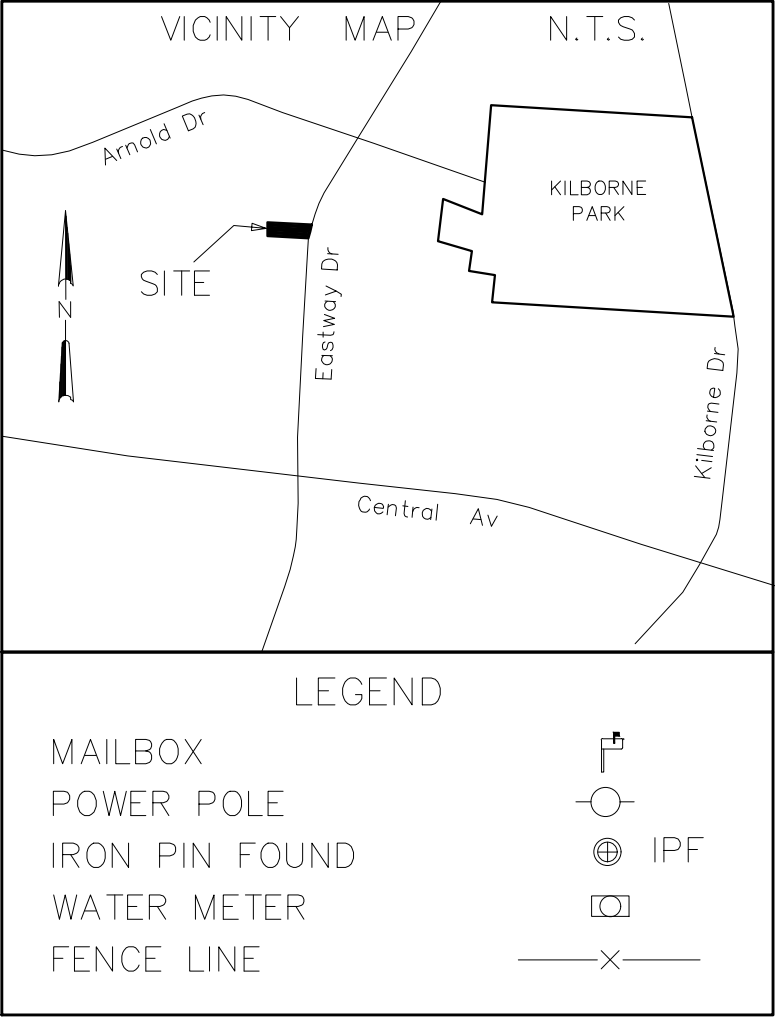 VICINITY MAP N.T.S.
Arnold Dr
KILBORNE
PARK
SITE
N
Eastway Dr
Kilborne Dr
Central Av
LEGEND
MAILBOX
POWER POLE
IRON PIN FOUND IPF
WATER METER
FENCE LINE